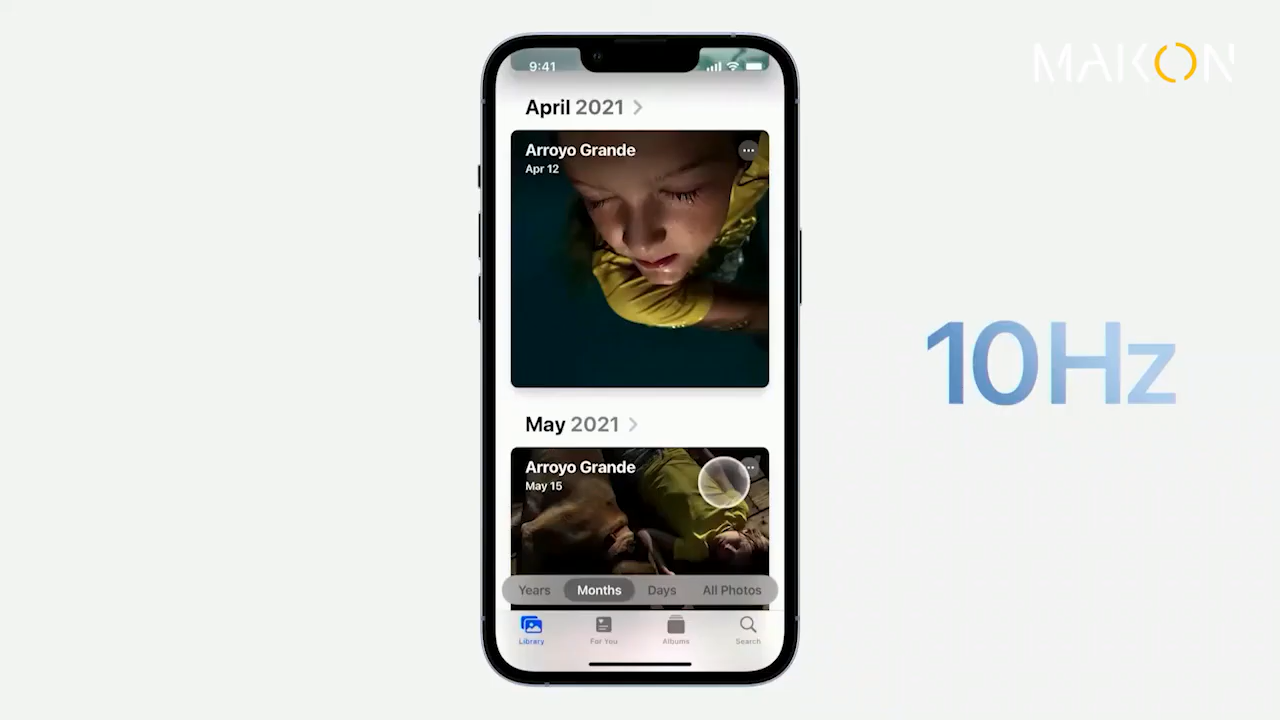 MAKON
9:41
April 2021
Arroyo Grande
Apr 12
10Hz
May 2021
Arroyo Grande
May 15
Years Months Days All Photos
Library For You Albums Search